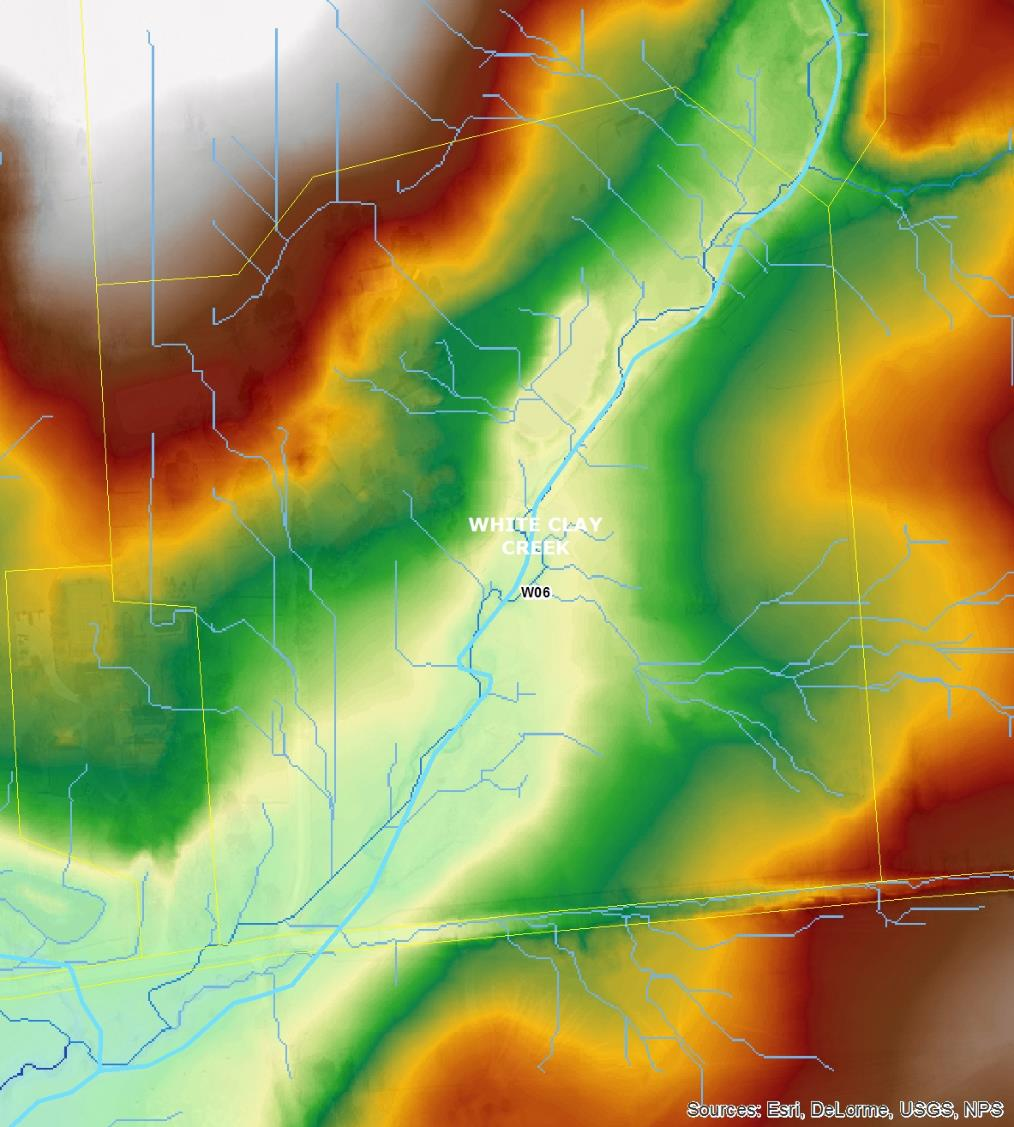 WHITE CLAY
CREEK
W06
Sources: Esri, DeLorme, USGS, NPS